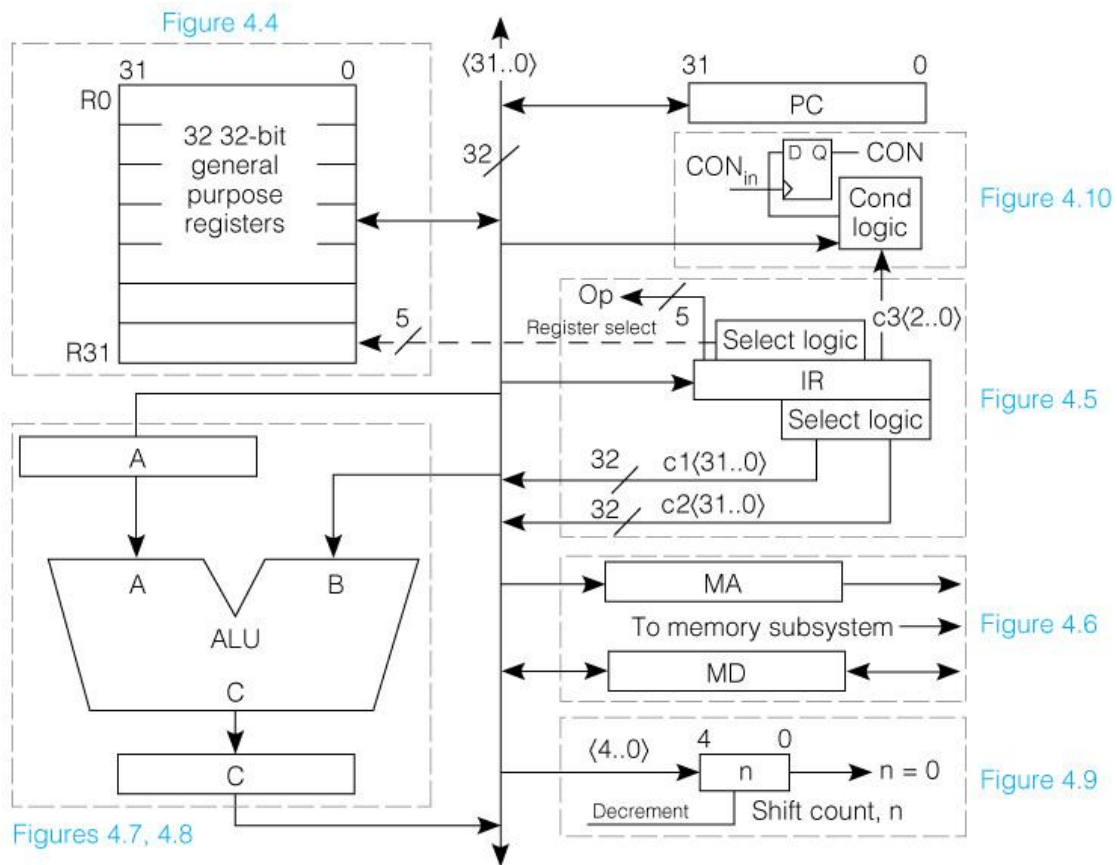 Figure 4.4
31 0
R0
32 32-bit
general
purpose
registers
R31
5
Register select
⟨31..0⟩
32
31 0
PC
D Q
CON
CONin
Cond
logic
Figure 4.10
Op
5
c3⟨2..0⟩
Select logic
IR
Select logic
Figure 4.5
32 c1⟨31..0⟩
32 c2⟨31..0⟩
A
A B
ALU
C
C
Figures 4.7, 4.8
MA
To memory subsystem
MD
Figure 4.6
⟨4..0⟩
4 0
n
n = 0
Decrement
Shift count, n
Figure 4.9